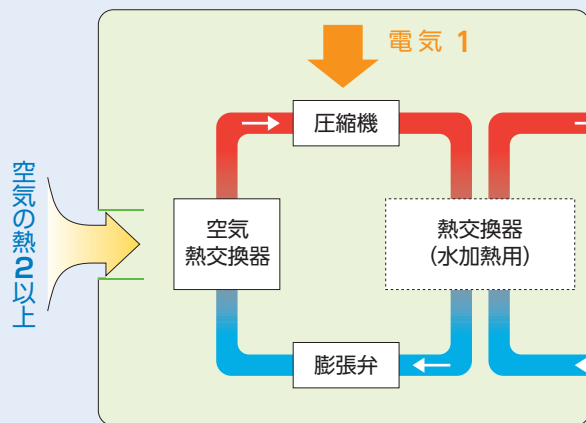 電気 1
圧縮機
空気の熱2以上
空気
熱交換器
熱交換器
(水加熱用)
膨張弁